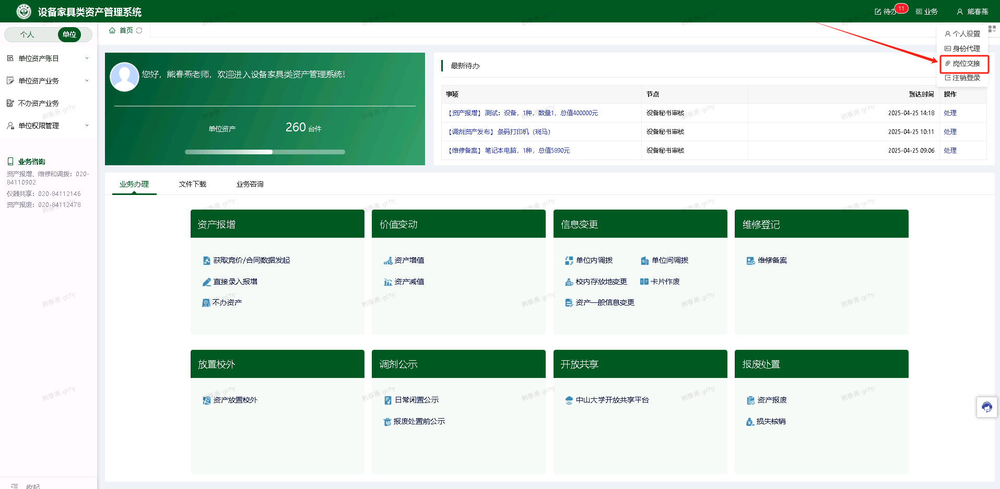 设备家具类资产管理系统
待办 11 业务 熊春燕
个人 单位
首页
个人设置
身份代理
岗位交接
注销登录
单位资产账目
单位资产业务
不办资产业务
单位权限管理
业务咨询
资产报增、维修和调拨：020-
84110902
仪器共享：020-84112146
资产报废：020-84112478
收起
您好，熊春燕老师，欢迎进入设备家具类资产管理系统!
单位资产 260 台件
最新待办
事项 节点 到达时间 操作
【资产报增】测试：设备，1种，数量1，总值400000元 设备秘书审核 2025-04-25 14:18 处理
【调剂资产发布】条码打印机（斑马） 设备秘书审核 2025-04-25 10:11 处理
【维修备案】笔记本电脑，1种，总值5890元 设备秘书审核 2025-04-25 09:06 处理
业务办理 文件下载 业务咨询
资产报增
获取竞价/合同数据发起
直接录入报增
不办资产
价值变动
资产增值
资产减值
信息变更
单位内调拨 单位间调拨
校内存放地变更 卡片作废
资产一般信息变更
维修登记
维修备案
放置校外
资产放置校外
调剂公示
日常闲置公示
报废处置前公示
开放共享
中山大学开放共享平台
报废处置
资产报废
损失核销
熊春燕 gchy